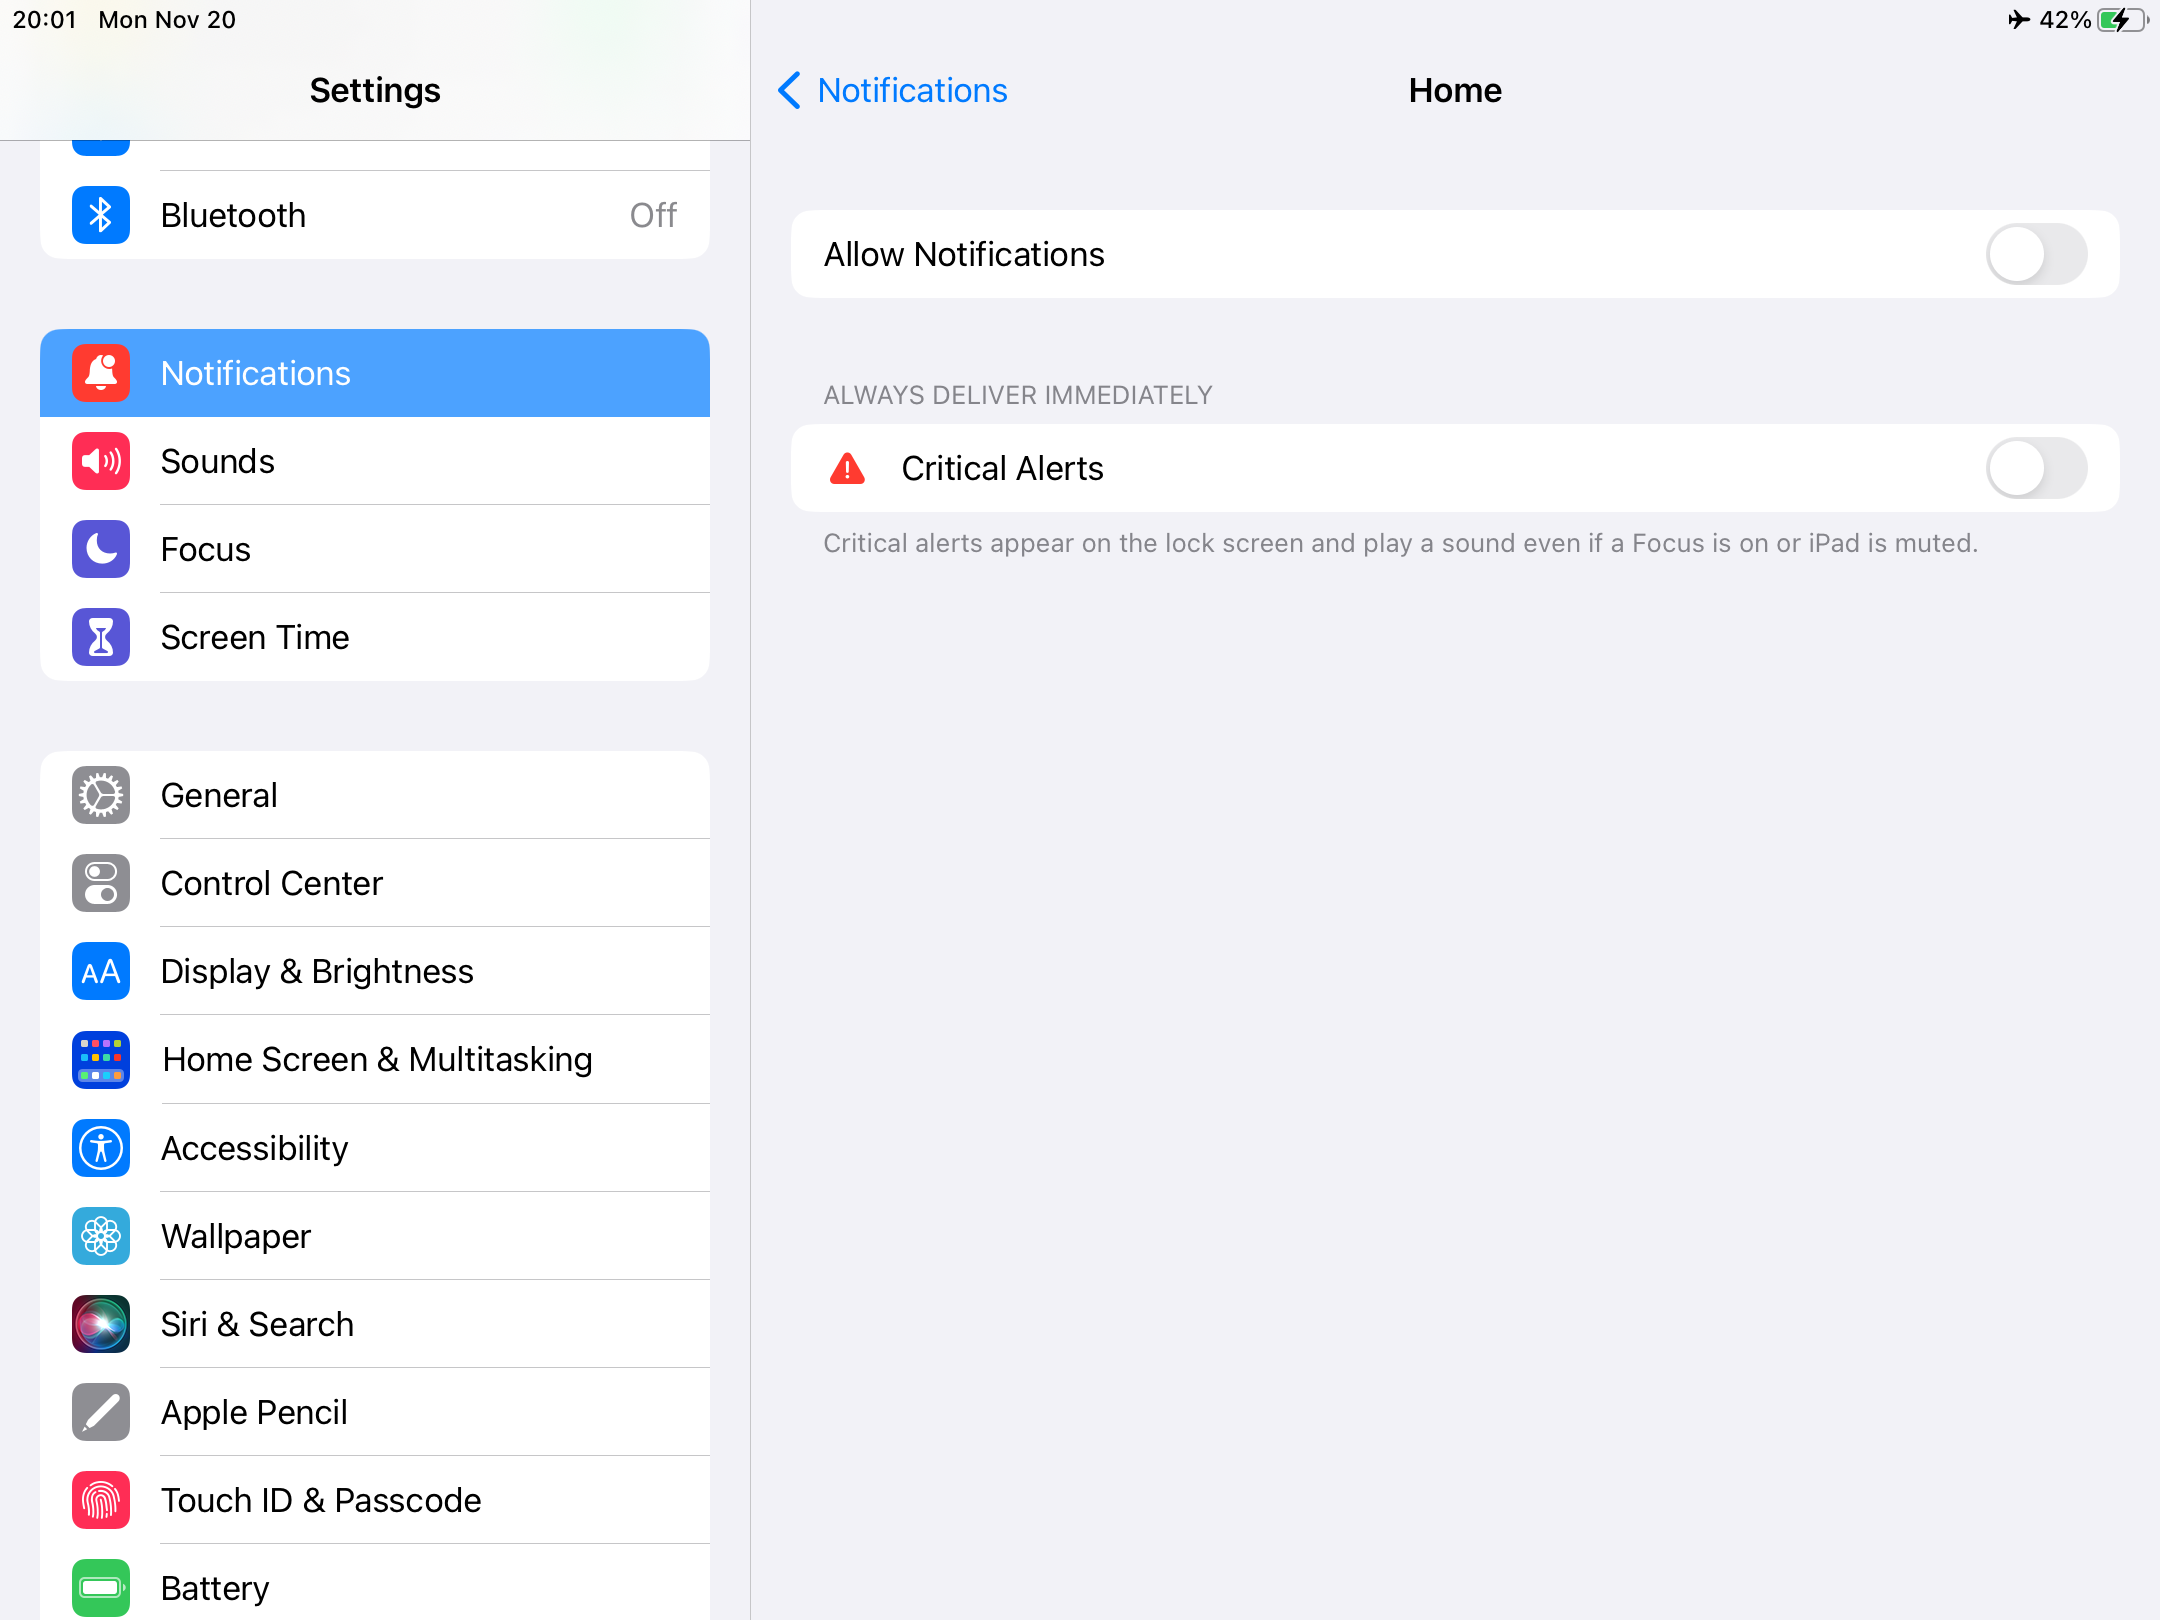 20:01 Mon Nov 20
42%
Settings
Bluetooth Off
Notifications
Sounds
Focus
Screen Time
General
Control Center
AA Display & Brightness
Home Screen & Multitasking
Accessibility
Wallpaper
Siri & Search
Apple Pencil
Touch ID & Passcode
Battery
Notifications
Home
Allow Notifications
ALWAYS DELIVER IMMEDIATELY
Critical Alerts
Critical alerts appear on the lock screen and play a sound even if a Focus is on or iPad is muted.